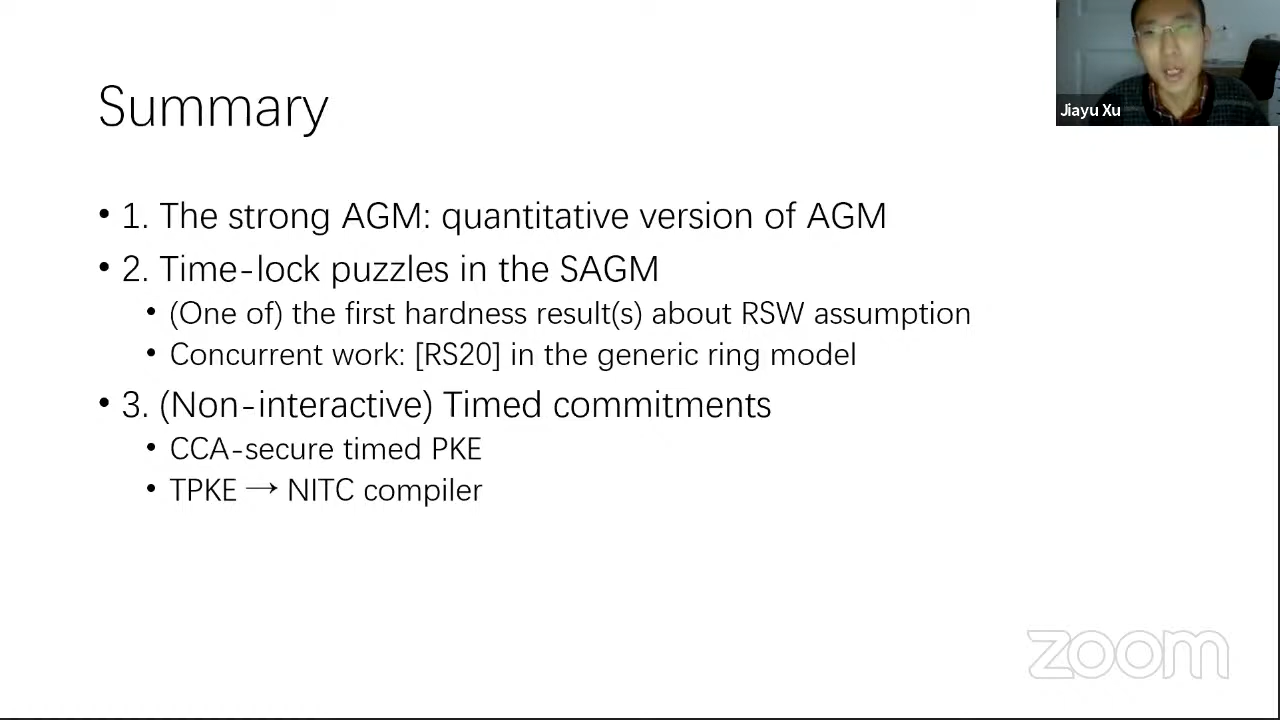 Jiayu Xu
Summary
• 1. The strong AGM: quantitative version of AGM
• 2. Time-lock puzzles in the SAGM
• (One of) the first hardness result(s) about RSW assumption
• Concurrent work: [RS20] in the generic ring model
• 3. (Non-interactive) Timed commitments
• CCA-secure timed PKE
• TPKE → NITC compiler
zoom